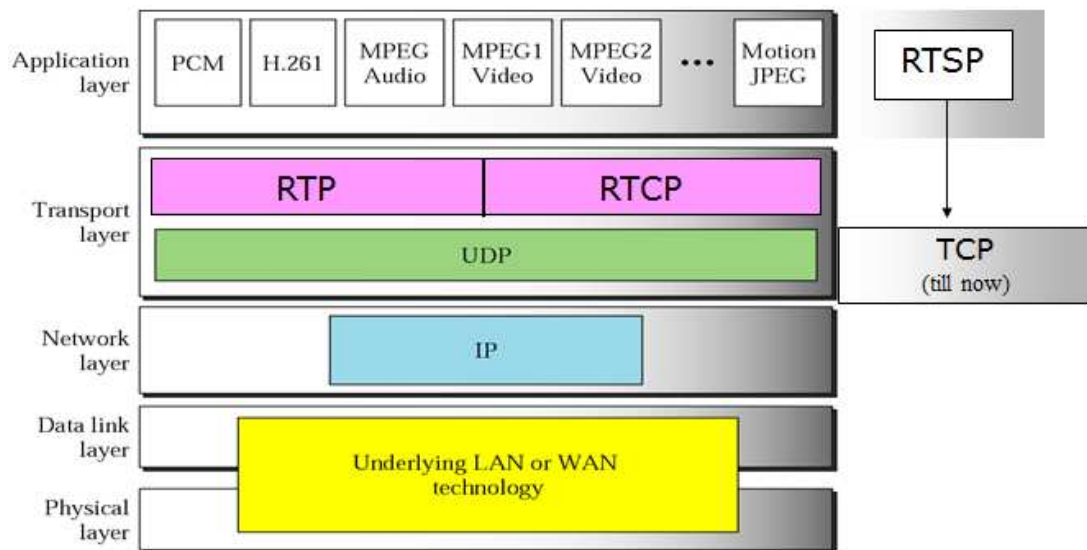 Application
layer
PCM
H.261
MPEG
Audio
MPEG1
Video
MPEG2
Video
•••
Motion
JPEG
RTSP
Transport
layer
RTP
RTCP
UDP
TCP
(till now)
Network
layer
IP
Data link
layer
Physical
layer
Underlying LAN or WAN
technology